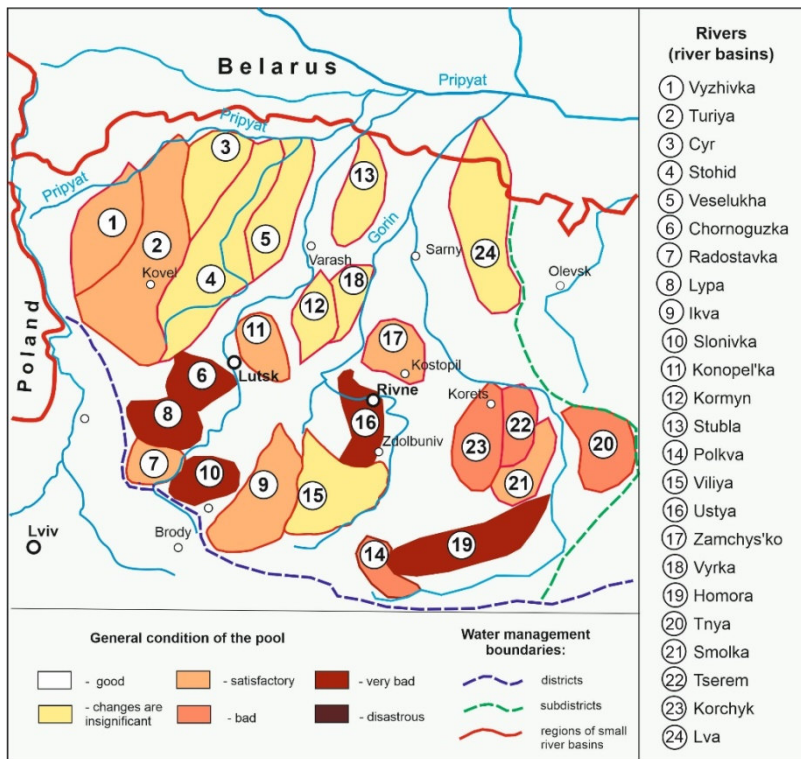 Belarus
Pripyat
Pripyat
Pripyat
Poland
Gorin
Varash
Sarny
Olevsk
Kovel
Lutsk
Kostopil
Rivne
Korets
Zdolbuniv
Brody
Lviv
1
2
3
4
5
13
24
12
18
11
17
6
8
7
10
9
15
16
23
22
21
20
14
19
General condition of the pool
- good
- changes are
insignificant
- satisfactory
- bad
- very bad
- disastrous
Water management
boundaries:
districts
subdistricts
regions of small
river basins
Rivers
(river basins)
1 Vyzhivka
2 Turiya
3 Cyr
4 Stohid
5 Veselukha
6 Chornoguzka
7 Radostavka
8 Lypa
9 Ikva
10 Slonivka
11 Konopel'ka
12 Kormyn
13 Stubla
14 Polkva
15 Viliya
16 Ustya
17 Zamchys'ko
18 Vyrka
19 Homora
20 Tnya
21 Smolka
22 Tserem
23 Korchyk
24 Lva